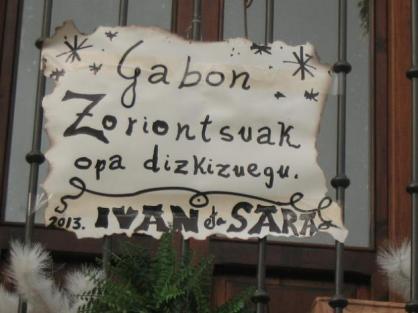 Gabon
Zoriontsuak
opa dizkizuegu.
2013. IVAN eta SARA